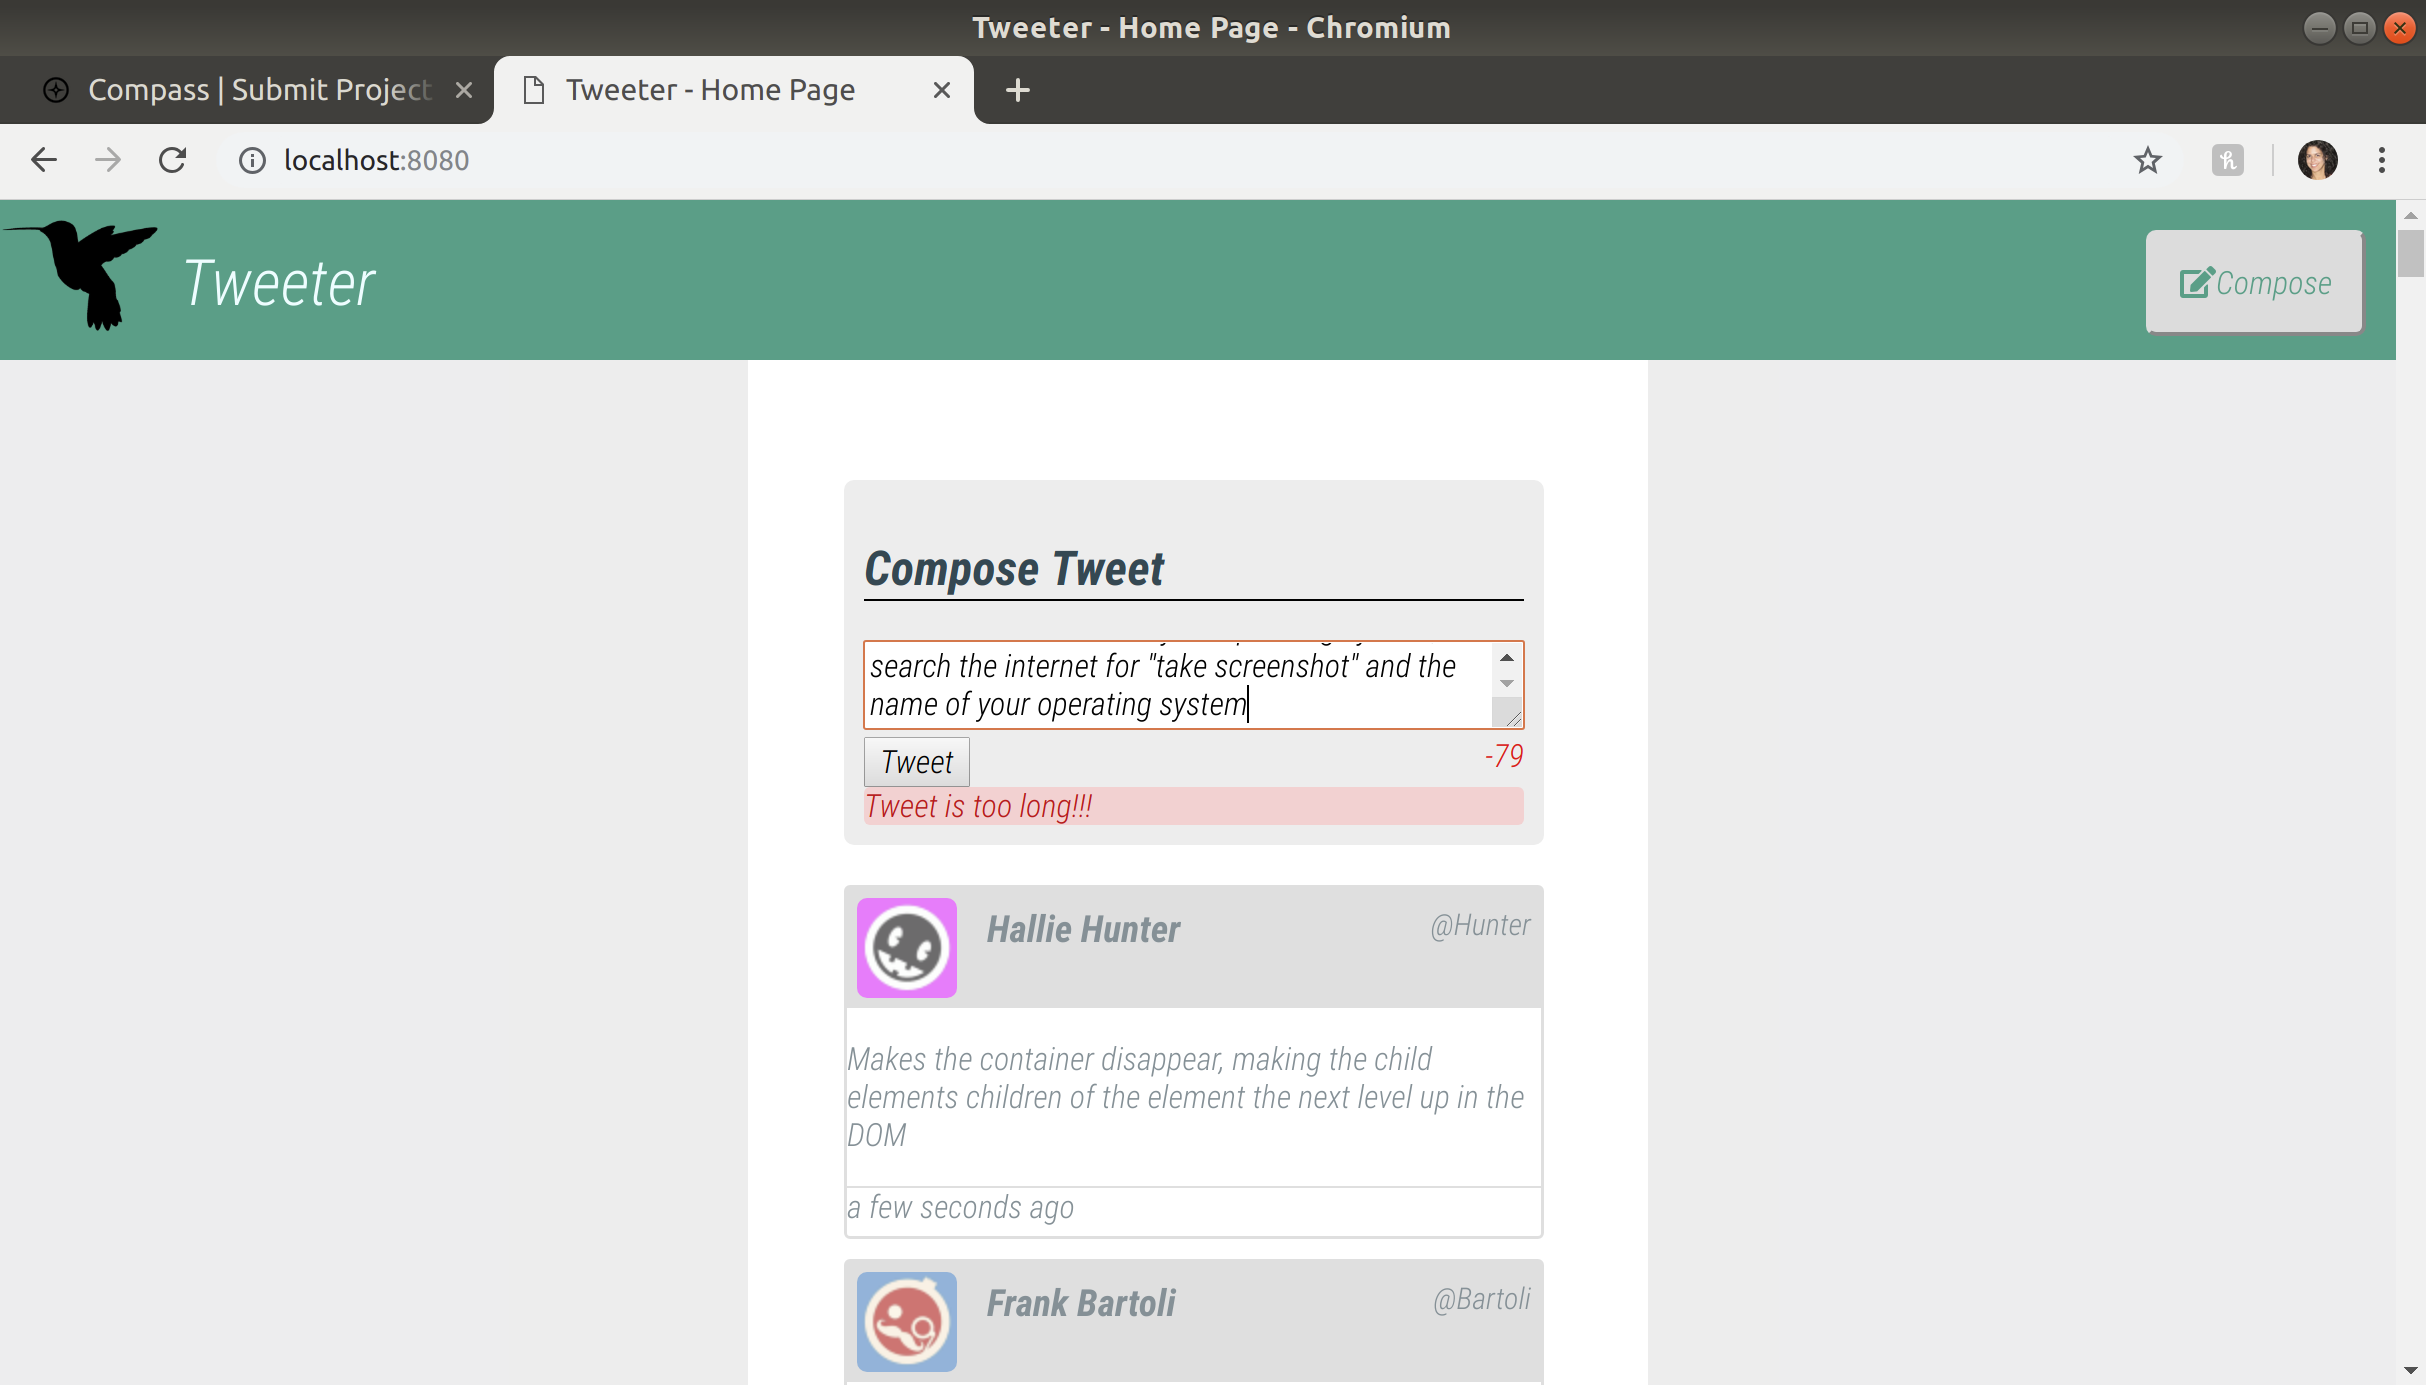 Tweeter - Home Page - Chromium
Compass | Submit Project
Tweeter - Home Page
localhost:8080
Tweeter
Compose
Compose Tweet
search the internet for "take screenshot" and the
name of your operating system
Tweet
-79
Tweet is too long!!!
Hallie Hunter
@Hunter
Makes the container disappear, making the child
elements children of the element the next level up in the
DOM
a few seconds ago
Frank Bartoli
@Bartoli